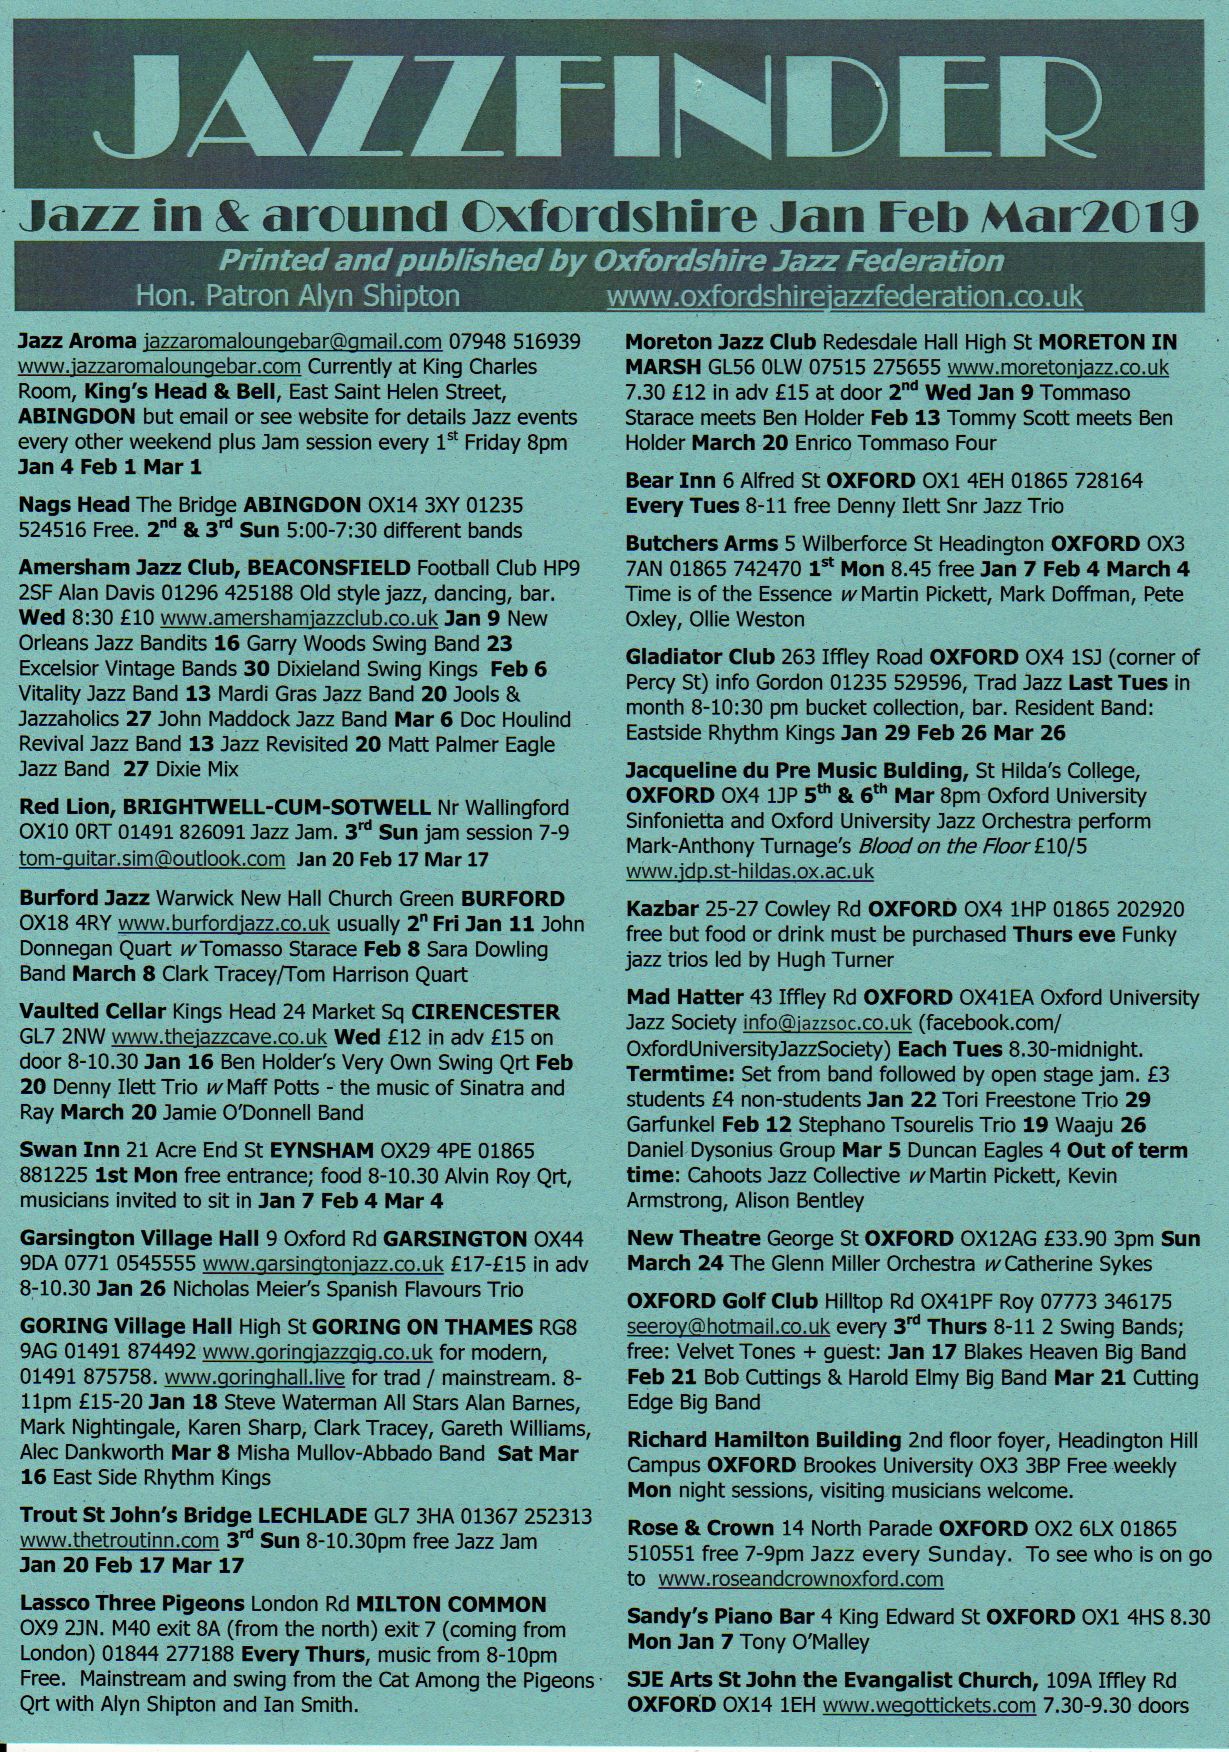 JAZZFINDER
Jazz in & around Oxfordshire Jan Feb Mar2019
Printed and published by Oxfordshire Jazz Federation
Hon. Patron Alyn Shipton www.oxfordshirejazzfederation.co.uk
Jazz Aroma jazzaromaloungebar@gmail.com 07948 516939
www.jazzaromaloungebar.com Currently at King Charles
Room, King's Head & Bell, East Saint Helen Street,
ABINGDON but email or see website for details Jazz events
every other weekend plus Jam session every 1st Friday 8pm
Jan 4 Feb 1 Mar 1
Nags Head The Bridge ABINGDON OX14 3XY 01235
524516 Free. 2nd & 3rd Sun 5:00-7:30 different bands
Amersham Jazz Club, BEACONSFIELD Football Club HP9
2SF Alan Davis 01296 425188 Old style jazz, dancing, bar.
Wed 8:30 £10 www.amershamjazzclub.co.uk Jan 9 New
Orleans Jazz Bandits 16 Garry Woods Swing Band 23
Excelsior Vintage Bands 30 Dixieland Swing Kings Feb 6
Vitality Jazz Band 13 Mardi Gras Jazz Band 20 Jools &
Jazzaholics 27 John Maddock Jazz Band Mar 6 Doc Houlind
Revival Jazz Band 13 Jazz Revisited 20 Matt Palmer Eagle
Jazz Band 27 Dixie Mix
Red Lion, BRIGHTWELL-CUM-SOTWELL Nr Wallingford
OX10 0RT 01491 826091 Jazz Jam. 3rd Sun jam session 7-9
tom-guitar.sim@outlook.com Jan 20 Feb 17 Mar 17
Burford Jazz Warwick New Hall Church Green BURFORD
OX18 4RY www.burfordjazz.co.uk usually 2n Fri Jan 11 John
Donnegan Quart w Tomasso Starace Feb 8 Sara Dowling
Band March 8 Clark Tracey/Tom Harrison Quart
Vaulted Cellar Kings Head 24 Market Sq CIRENCESTER
GL7 2NW www.thejazzcave.co.uk Wed £12 in adv £15 on
door 8-10.30 Jan 16 Ben Holder's Very Own Swing Qrt Feb
20 Denny Ilett Trio w Maff Potts - the music of Sinatra and
Ray March 20 Jamie O'Donnell Band
Swan Inn 21 Acre End St EYNSHAM OX29 4PE 01865
881225 1st Mon free entrance; food 8-10.30 Alvin Roy Qrt,
musicians invited to sit in Jan 7 Feb 4 Mar 4
Garsington Village Hall 9 Oxford Rd GARSINGTON OX44
9DA 0771 0545555 www.garsingtonjazz.co.uk £17-£15 in adv
8-10.30 Jan 26 Nicholas Meier's Spanish Flavours Trio
GORING Village Hall High St GORING ON THAMES RG8
9AG 01491 874492 www.goringjazzgig.co.uk for modern,
01491 875758. www.goringhall.live for trad / mainstream. 8-
11pm £15-20 Jan 18 Steve Waterman All Stars Alan Barnes,
Mark Nightingale, Karen Sharp, Clark Tracey, Gareth Williams,
Alec Dankworth Mar 8 Misha Mullov-Abbado Band Sat Mar
16 East Side Rhythm Kings
Trout St John's Bridge LECHLADE GL7 3HA 01367 252313
www.thetroutinn.com 3rd Sun 8-10.30pm free Jazz Jam
Jan 20 Feb 17 Mar 17
Lassco Three Pigeons London Rd MILTON COMMON
OX9 2JN. M40 exit 8A (from the north) exit 7 (coming from
London) 01844 277188 Every Thurs, music from 8-10pm
Free. Mainstream and swing from the Cat Among the Pigeons
Qrt with Alyn Shipton and Ian Smith.
Moreton Jazz Club Redesdale Hall High St MORETON IN
MARSH GL56 0LW 07515 275655 www.moretonjazz.co.uk
7.30 £12 in adv £15 at door 2nd Wed Jan 9 Tommaso
Starace meets Ben Holder Feb 13 Tommy Scott meets Ben
Holder March 20 Enrico Tommaso Four
Bear Inn 6 Alfred St OXFORD OX1 4EH 01865 728164
Every Tues 8-11 free Denny Ilett Snr Jazz Trio
Butchers Arms 5 Wilberforce St Headington OXFORD OX3
7AN 01865 742470 1st Mon 8.45 free Jan 7 Feb 4 March 4
Time is of the Essence w Martin Pickett, Mark Doffman, Pete
Oxley, Ollie Weston
Gladiator Club 263 Iffley Road OXFORD OX4 1SJ (corner of
Percy St) info Gordon 01235 529596, Trad Jazz Last Tues in
month 8-10:30 pm bucket collection, bar. Resident Band:
Eastside Rhythm Kings Jan 29 Feb 26 Mar 26
Jacqueline du Pre Music Bulding, St Hilda's College,
OXFORD OX4 1JP 5th & 6th Mar 8pm Oxford University
Sinfonietta and Oxford University Jazz Orchestra perform
Mark-Anthony Turnage's Blood on the Floor £10/5
www.jdp.st-hildas.ox.ac.uk
Kazbar 25-27 Cowley Rd OXFORD OX4 1HP 01865 202920
free but food or drink must be purchased Thurs eve Funky
jazz trios led by Hugh Turner
Mad Hatter 43 Iffley Rd OXFORD OX41EA Oxford University
Jazz Society info@jazzsoc.co.uk (facebook.com/
OxfordUniversityJazzSociety) Each Tues 8.30-midnight.
Termtime: Set from band followed by open stage jam. £3
students £4 non-students Jan 22 Tori Freestone Trio 29
Garfunkel Feb 12 Stephano Tsourelis Trio 19 Waaju 26
Daniel Dysonius Group Mar 5 Duncan Eagles 4 Out of term
time: Cahoots Jazz Collective w Martin Pickett, Kevin
Armstrong, Alison Bentley
New Theatre George St OXFORD OX12AG £33.90 3pm Sun
March 24 The Glenn Miller Orchestra w Catherine Sykes
OXFORD Golf Club Hilltop Rd OX41PF Roy 07773 346175
seeroy@hotmail.co.uk every 3rd Thurs 8-11 2 Swing Bands;
free: Velvet Tones + guest: Jan 17 Blakes Heaven Big Band
Feb 21 Bob Cuttings & Harold Elmy Big Band Mar 21 Cutting
Edge Big Band
Richard Hamilton Building 2nd floor foyer, Headington Hill
Campus OXFORD Brookes University OX3 3BP Free weekly
Mon night sessions, visiting musicians welcome.
Rose & Crown 14 North Parade OXFORD OX2 6LX 01865
510551 free 7-9pm Jazz every Sunday. To see who is on go
to www.roseandcrownoxford.com
Sandy's Piano Bar 4 King Edward St OXFORD OX1 4HS 8.30
Mon Jan 7 Tony O'Malley
SJE Arts St John the Evangalist Church, 109A Iffley Rd
OXFORD OX14 1EH www.wegottickets.com 7.30-9.30 doors